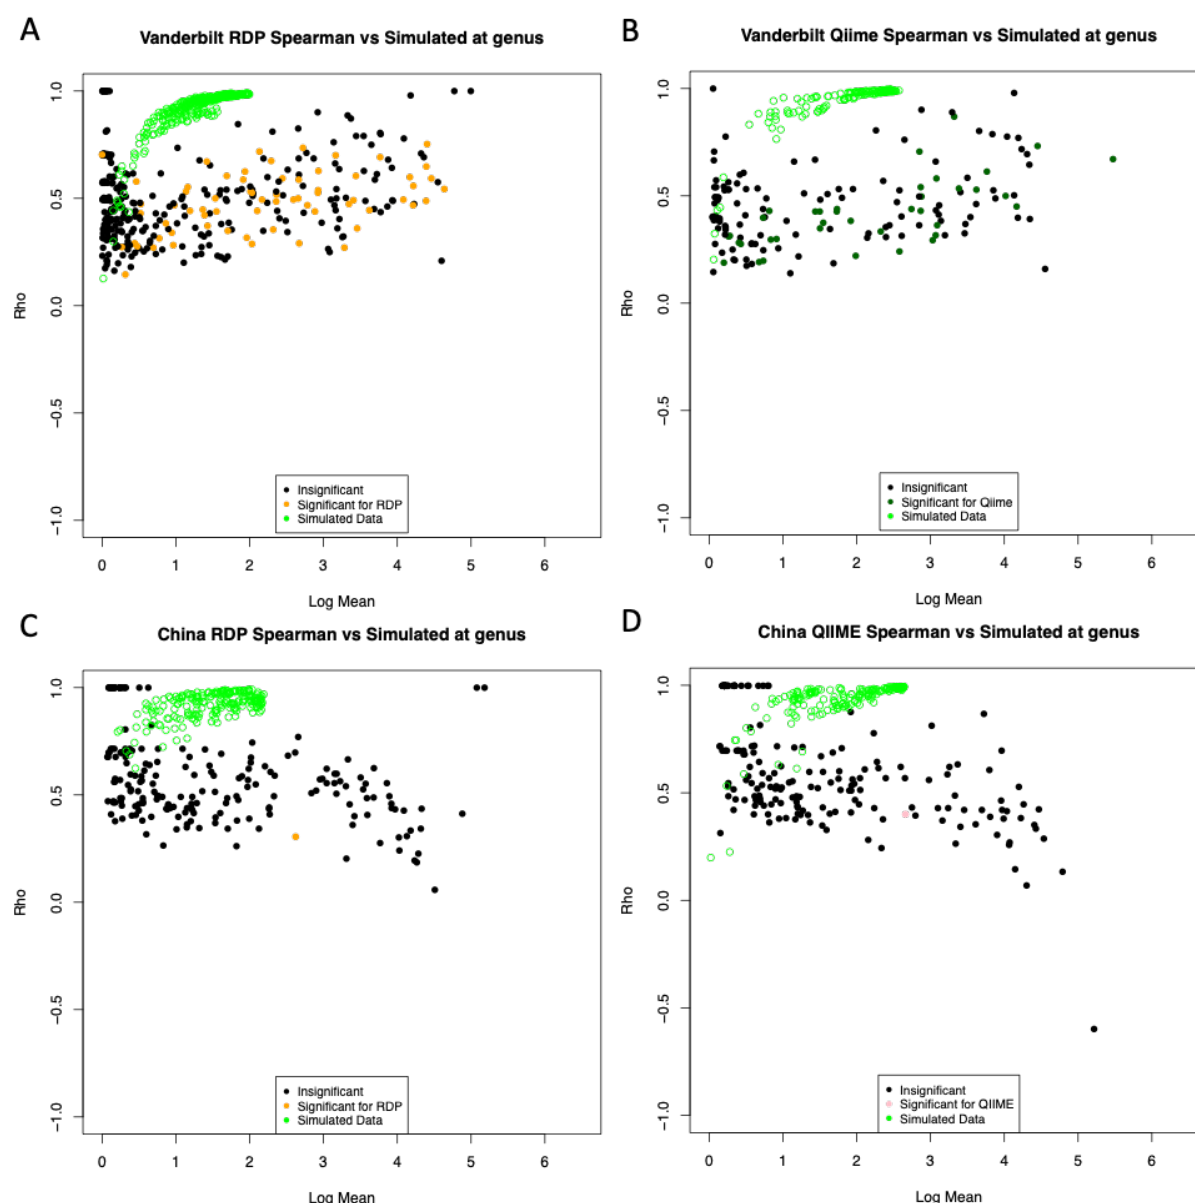 A
Vanderbilt RDP Spearman vs Simulated at genus
Rho
1.0
0.5
0.0
−0.5
−1.0
Insignificant
Significant for RDP
Simulated Data
0 1 2 3 4 5 6
Log Mean
B
Vanderbilt Qiime Spearman vs Simulated at genus
Rho
1.0
0.5
0.0
−0.5
−1.0
Insignificant
Significant for Qiime
Simulated Data
0 1 2 3 4 5 6
Log Mean
C
China RDP Spearman vs Simulated at genus
Rho
1.0
0.5
0.0
−0.5
−1.0
Insignificant
Significant for RDP
Simulated Data
0 1 2 3 4 5 6
Log Mean
D
China QIIME Spearman vs Simulated at genus
Rho
1.0
0.5
0.0
−0.5
−1.0
Insignificant
Significant for QIIME
Simulated Data
0 1 2 3 4 5 6
Log Mean